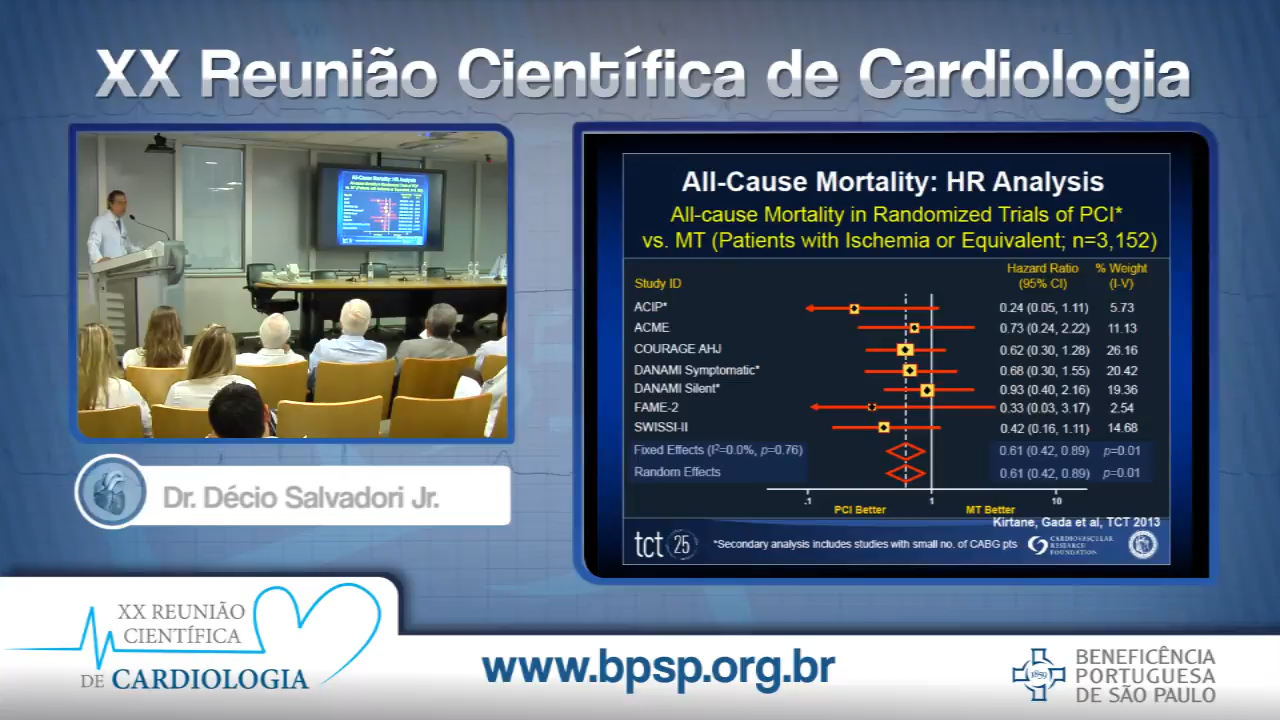 XX Reunião Científica de Cardiologia
All-Cause Mortality: HR Analysis
All-cause Mortality in Randomized Trials of PCI*
vs. MT (Patients with Ischemia or Equivalent; n=3,152)
Study ID Hazard Ratio (95% CI) % Weight (I-V)
ACIP* 0.24 (0.05, 1.11) 5.73
ACME 0.73 (0.24, 2.22) 11.13
COURAGE AHJ 0.62 (0.30, 1.28) 26.16
DANAMI Symptomatic* 0.68 (0.30, 1.55) 20.42
DANAMI Silent* 0.93 (0.40, 2.16) 19.36
FAME-2 0.33 (0.03, 3.17) 2.54
SWISSI-II 0.42 (0.16, 1.11) 14.68
Fixed Effects (I²=0.0%, p=0.76) 0.61 (0.42, 0.89) p=0.01
Random Effects 0.61 (0.42, 0.89) p=0.01
.1 1 10
PCI Better MT Better
Kirtane, Gada et al, TCT 2013
tct 25 *Secondary analysis includes studies with small no. of CABG pts
CARDIOVASCULAR
RESEARCH
FOUNDATION
Dr. Décio Salvadori Jr.
XX REUNIÃO
CIENTÍFICA
DE CARDIOLOGIA
www.bpsp.org.br
1859
BENEFICÊNCIA
PORTUGUESA
DE SÃO PAULO